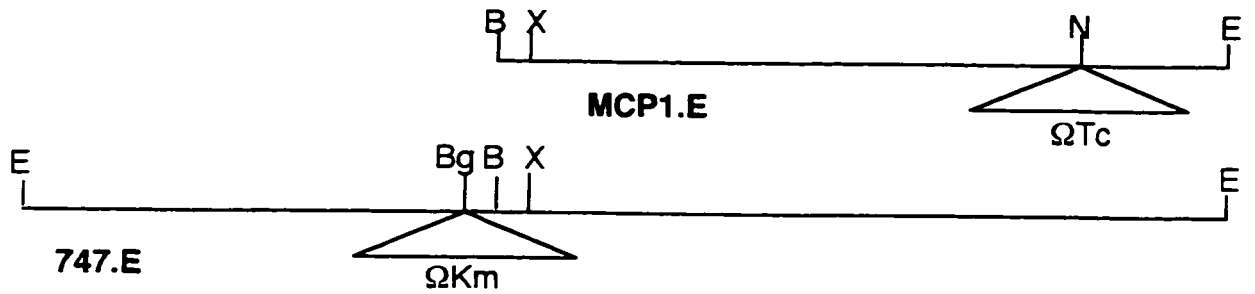 B X N E
MCP1.E
ΩTc
E Bg B X E
747.E
ΩKm